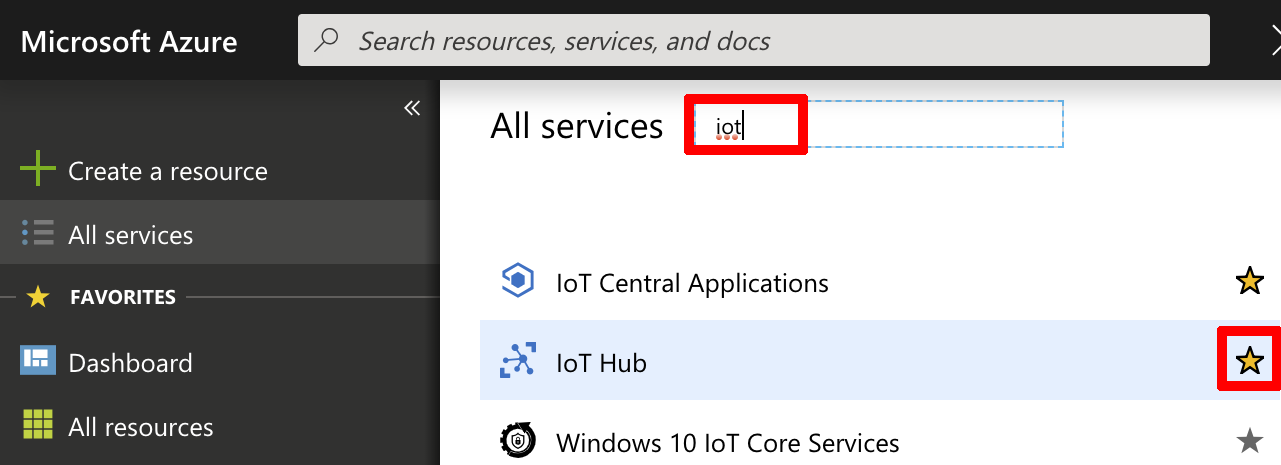 Microsoft Azure
Search resources, services, and docs
All services
iot
Create a resource
All services
FAVORITES
Dashboard
All resources
IoT Central Applications
IoT Hub
Windows 10 IoT Core Services